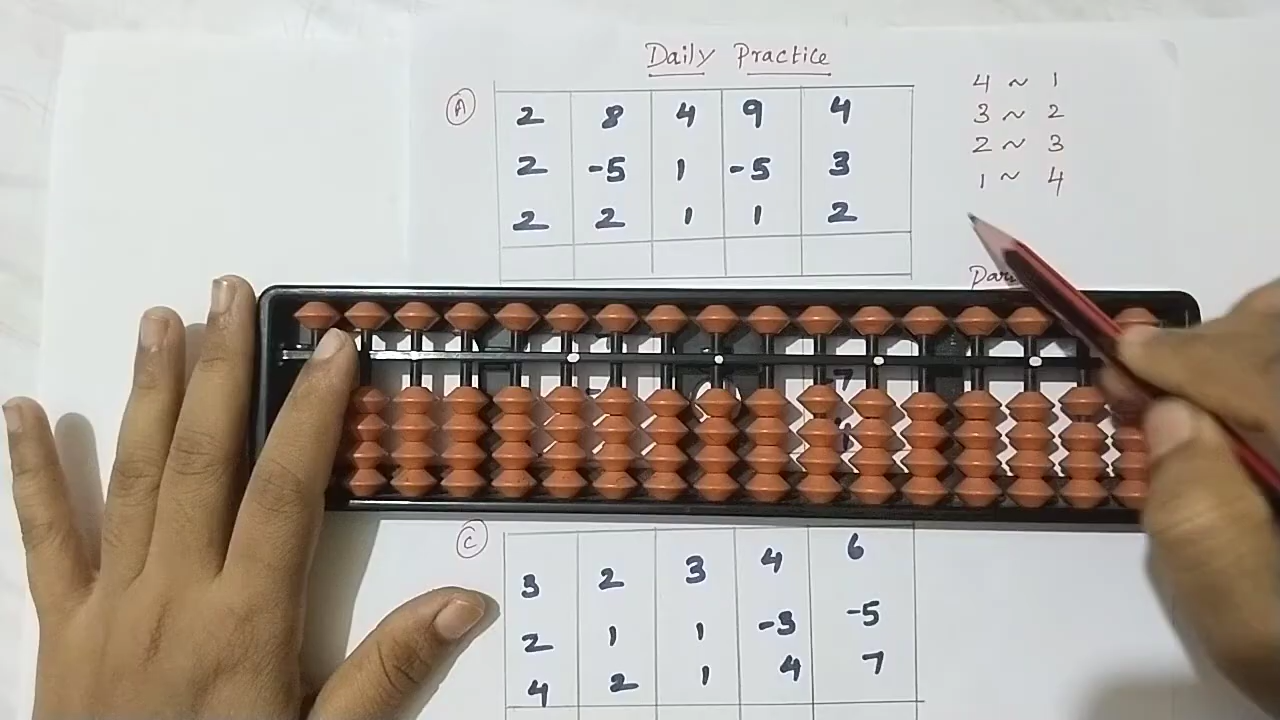 Daily Practice
A
2 8 4 9 4
2 -5 1 -5 3
2 2 1 1 2
4 ~ 1
3 ~ 2
2 ~ 3
1 ~ 4
7
C
3 2 3 4 6
2 1 1 -3 -5
4 2 1 4 7